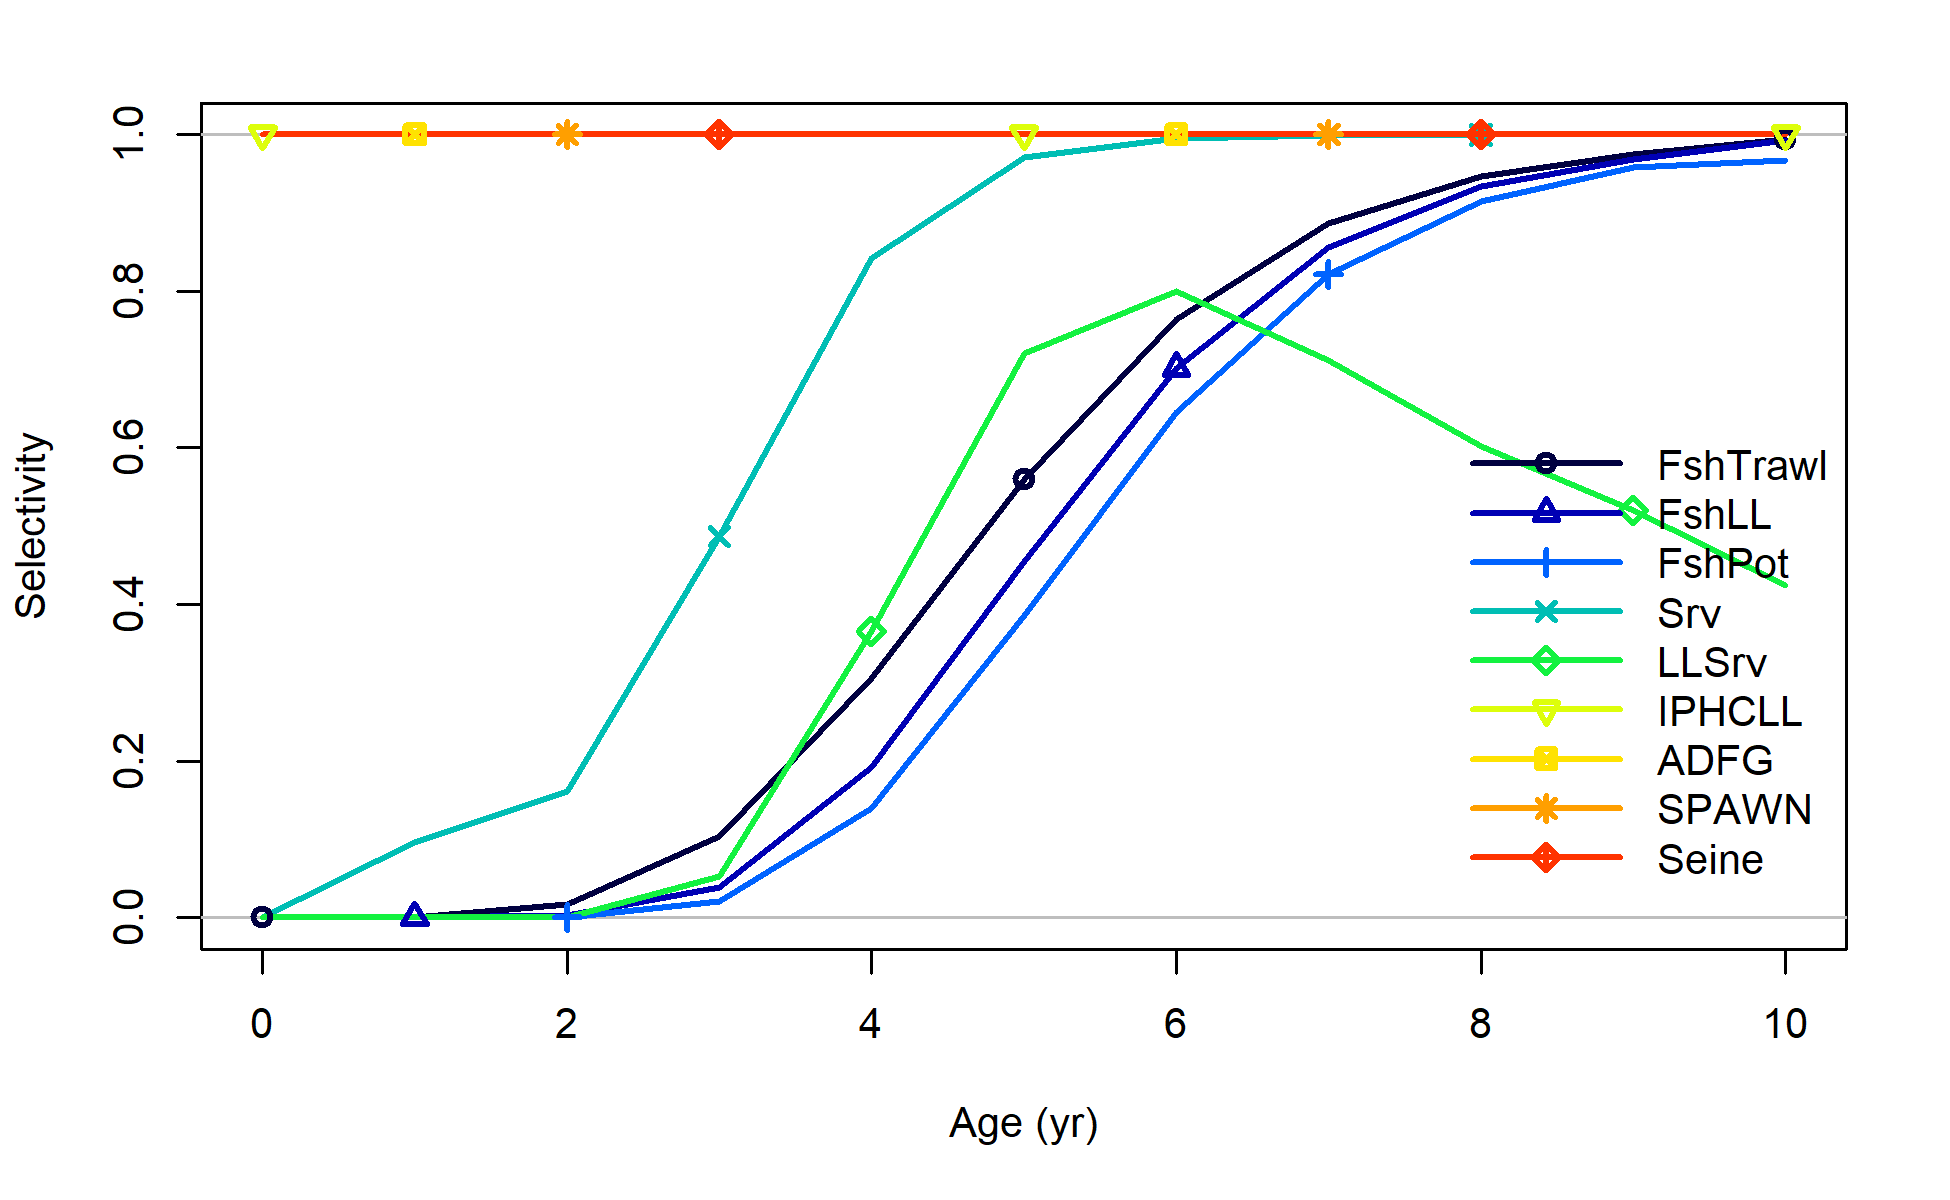 Selectivity
1.0
0.8
0.6
0.4
0.2
0.0
FshTrawl
FshLL
FshPot
Srv
LLSrv
IPHCLL
ADFG
SPAWN
Seine
0 2 4 6 8 10
Age (yr)